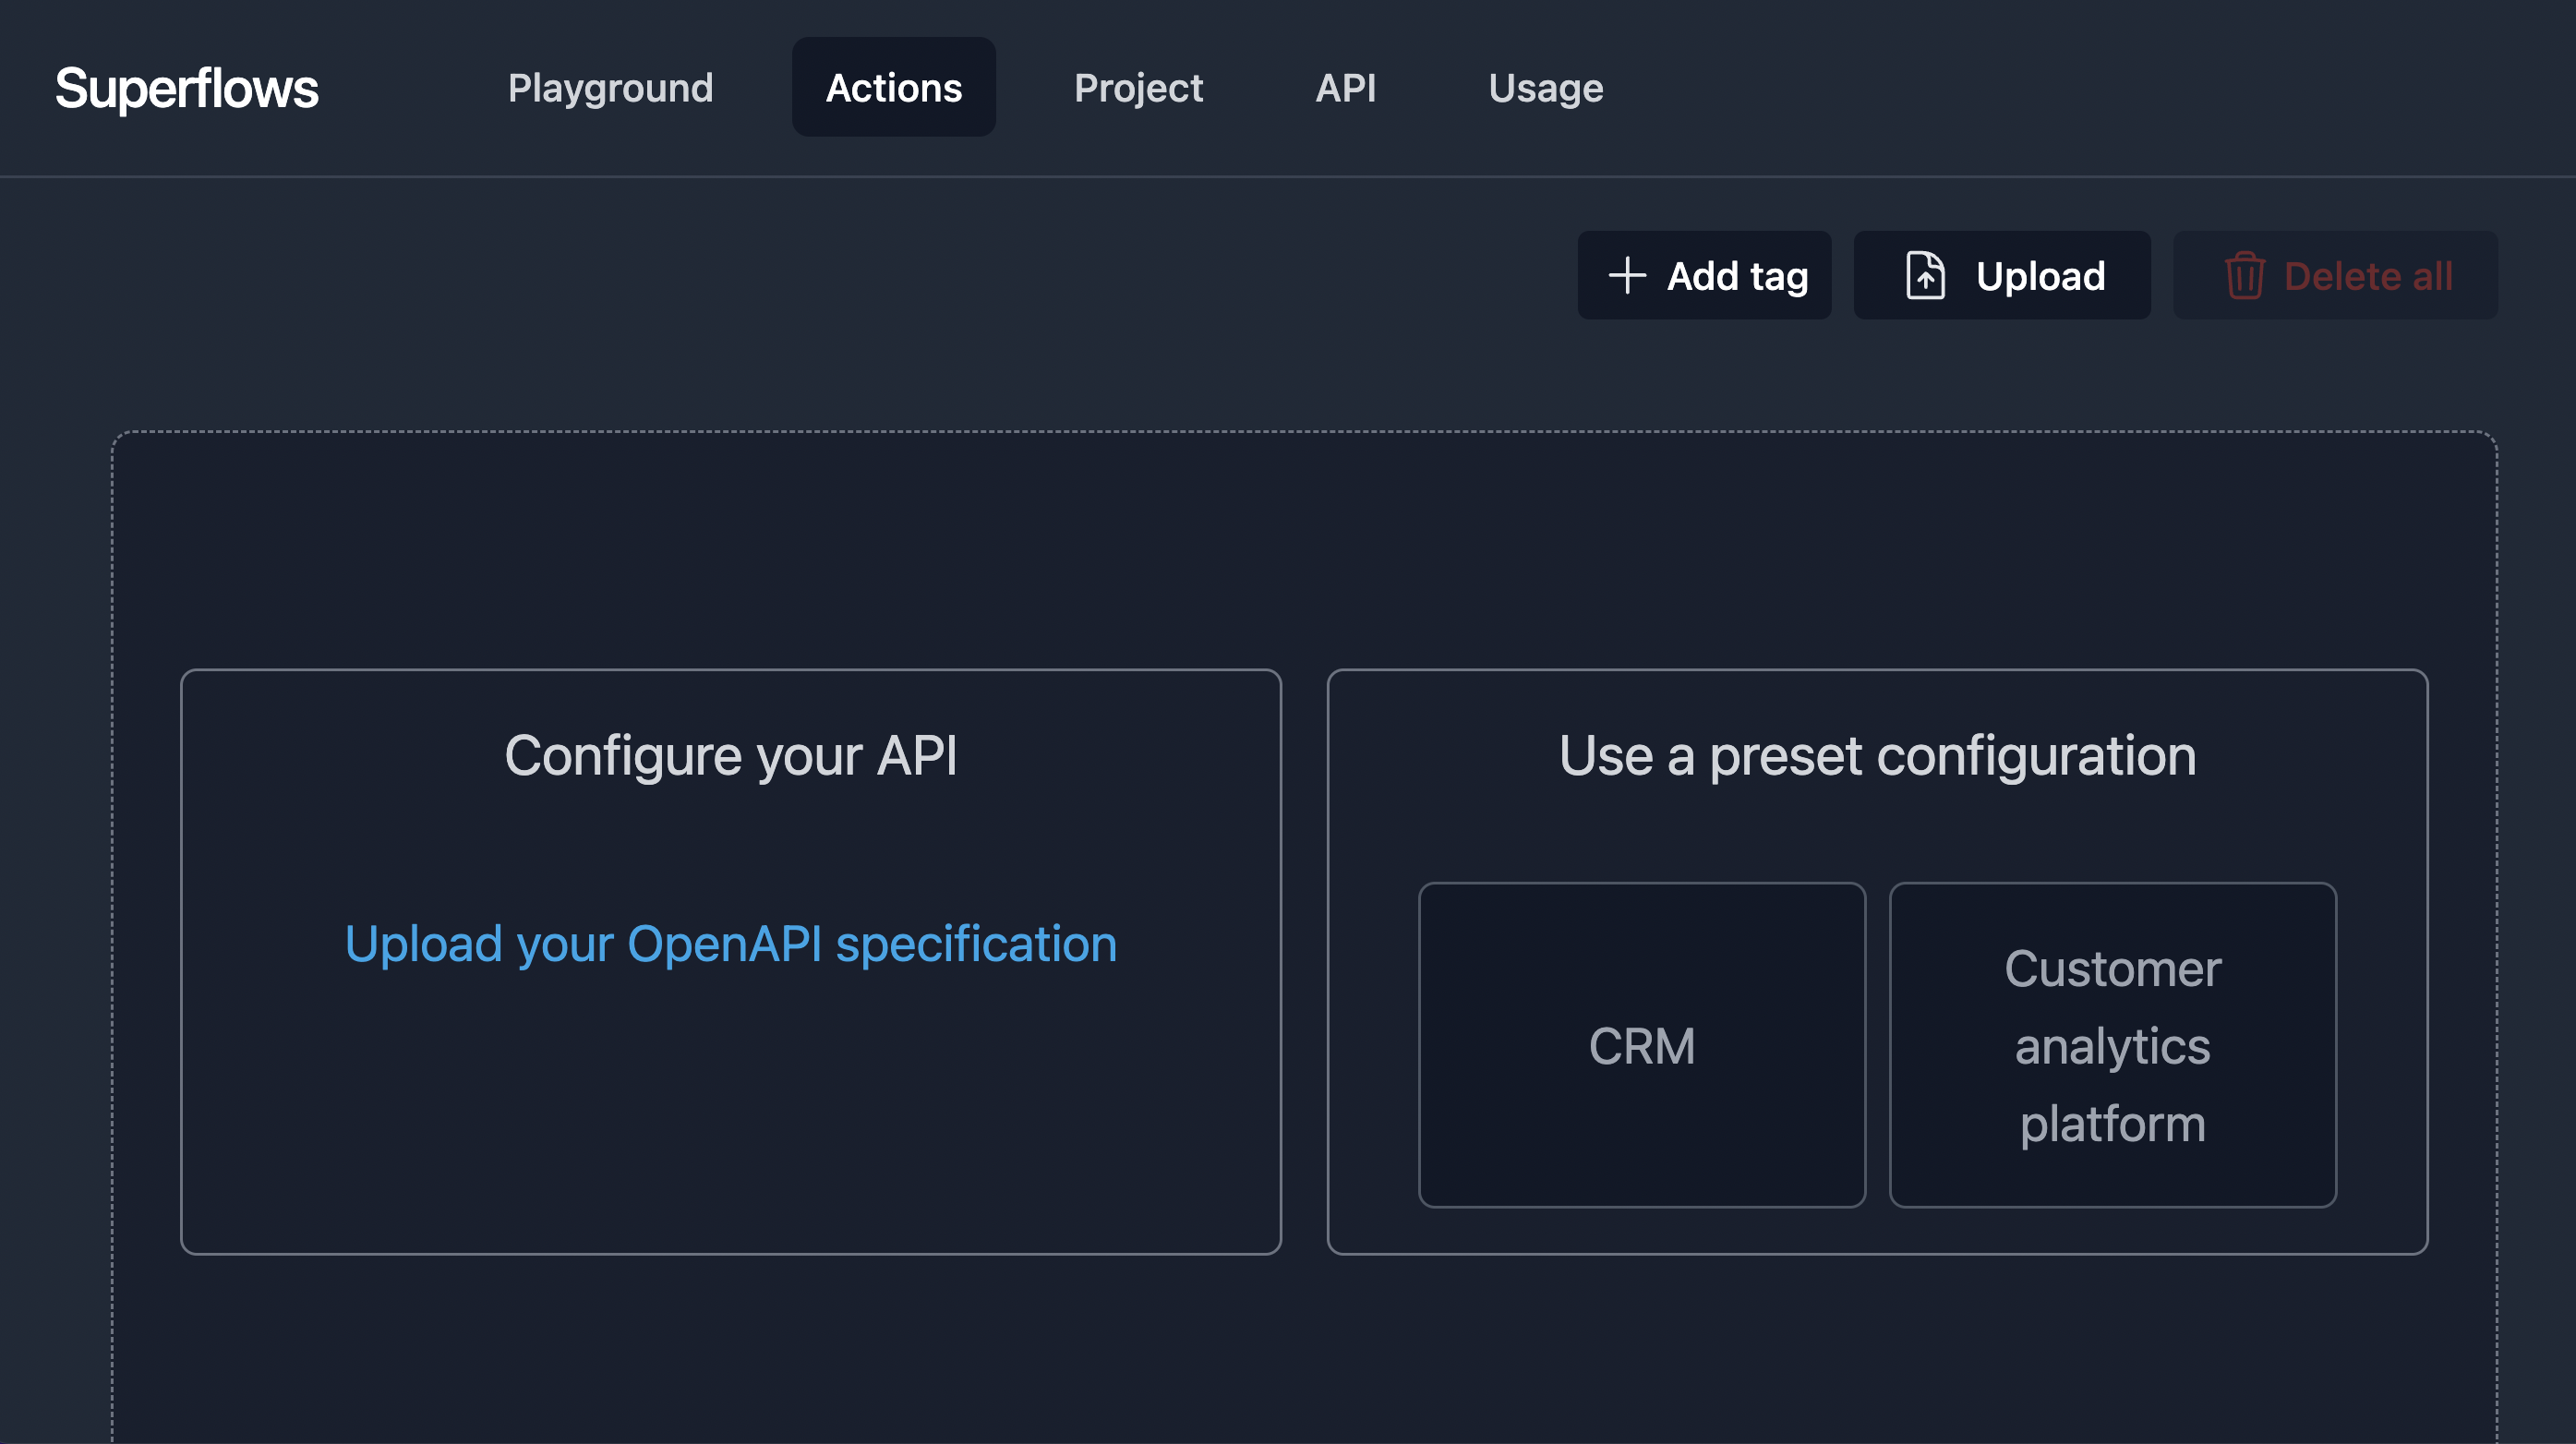 Superflows
Playground
Actions
Project
API
Usage
Add tag
Upload
Delete all
Configure your API
Upload your OpenAPI specification
Use a preset configuration
CRM
Customer
analytics
platform